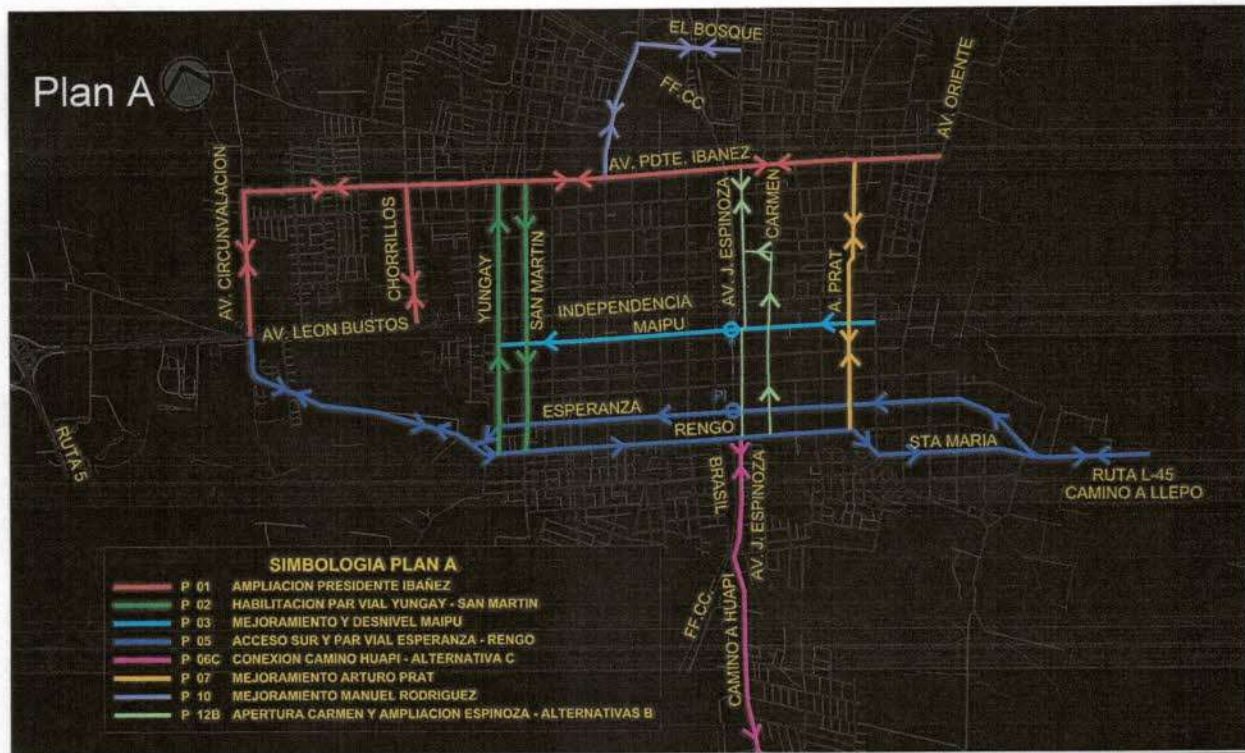 Plan A
EL BOSQUE
FF.CC.
AV. ORIENTE
AV. PDTE. IBANEZ
AV. CIRCUNVALACION
CHORRILLOS
YUNGAY
SAN MARTIN
AV. J. ESPINOZA
CARMEN
A. PRAT
INDEPENDENCIA
MAIPU
AV. LEON BUSTOS
RUTA 5
ESPERANZA
PI
RENGO
STA MARIA
RUTA L-45
CAMINO A LLEPO
BRASIL
AV. J. ESPINOZA
FF.CC.
CAMINO A HUAPI
SIMBOLOGIA PLAN A
P 01 AMPLIACION PRESIDENTE IBAÑEZ
P 02 HABILITACION PAR VIAL YUNGAY - SAN MARTIN
P 03 MEJORAMIENTO Y DESNIVEL MAIPU
P 05 ACCESO SUR Y PAR VIAL ESPERANZA - RENGO
P 06C CONEXION CAMINO HUAPI - ALTERNATIVA C
P 07 MEJORAMIENTO ARTURO PRAT
P 10 MEJORAMIENTO MANUEL RODRIGUEZ
P 12B APERTURA CARMEN Y AMPLIACION ESPINOZA - ALTERNATIVAS B